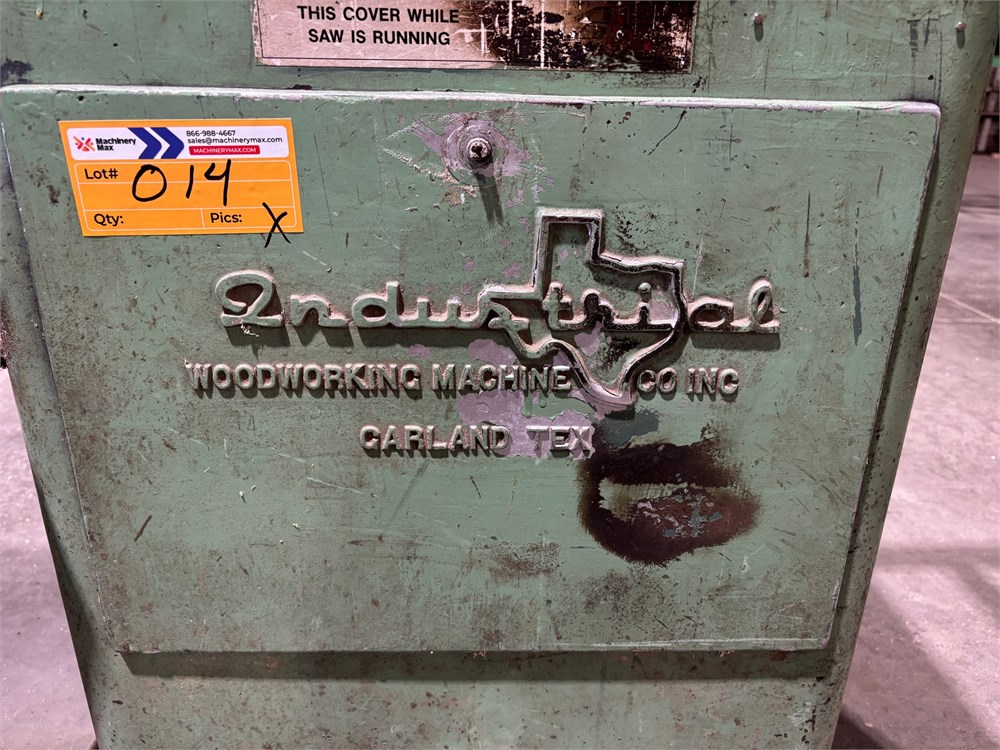 THIS COVER WHILE
SAW IS RUNNING
Machinery
Max
866-988-4667
sales@machinerymax.com
MACHINERYMAX.COM
Lot# 014
Qty: Pics: X
Industrial
WOODWORKING MACHINE CO INC
GARLAND TEX